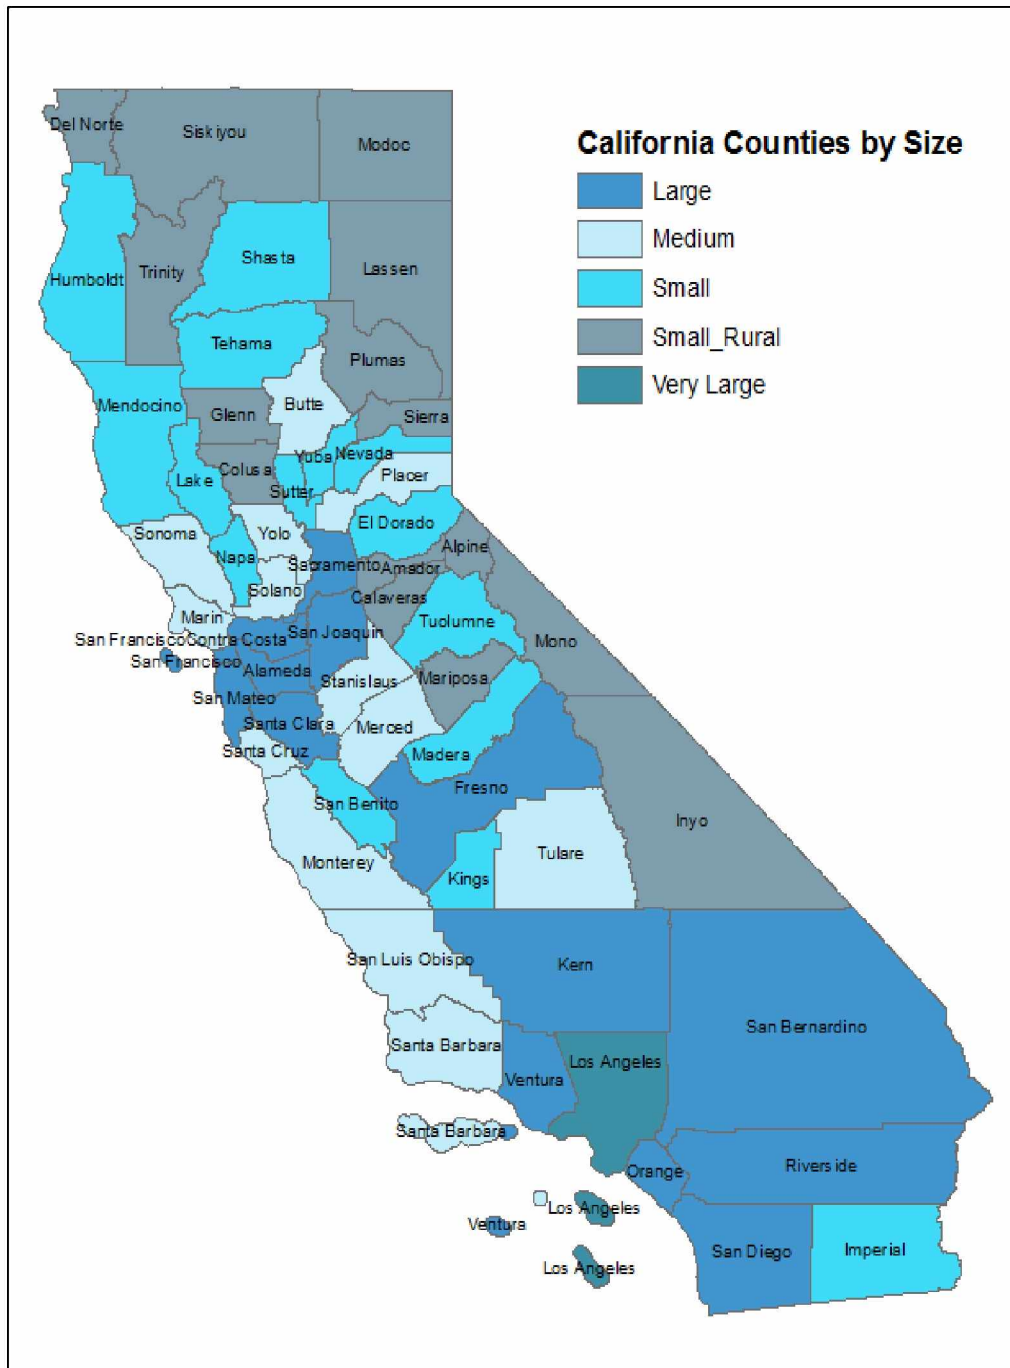 California Counties by Size
Large
Medium
Small
Small_Rural
Very Large
Del Norte
Siskiyou
Modoc
Humboldt
Trinity
Shasta
Lassen
Tehama
Plumas
Mendocino
Glenn
Butte
Sierra
Lake
Colusa
Yuba
Nevada
Sutter
Placer
Sonoma
Yolo
El Dorado
Napa
Sacramento
Alpine
Amador
Solano
Calaveras
Marin
San Francisco
Contra Costa
San Joaquin
Tuolumne
Mono
San Francisco
Alameda
Stanislaus
Mariposa
San Mateo
Santa Clara
Merced
Santa Cruz
Madera
Fresno
San Benito
Inyo
Monterey
Kings
Tulare
San Luis Obispo
Kern
San Bernardino
Santa Barbara
Ventura
Los Angeles
Santa Barbara
Orange
Riverside
Los Angeles
Ventura
San Diego
Imperial
Los Angeles